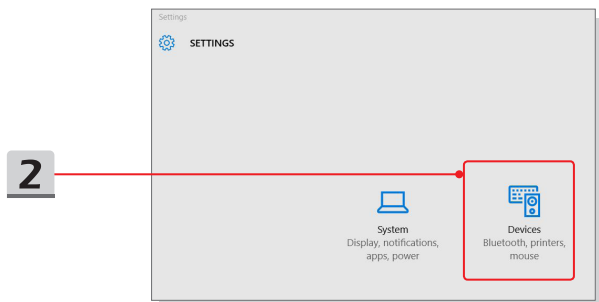 Settings
SETTINGS
2
System
Display, notifications,
apps, power
Devices
Bluetooth, printers,
mouse